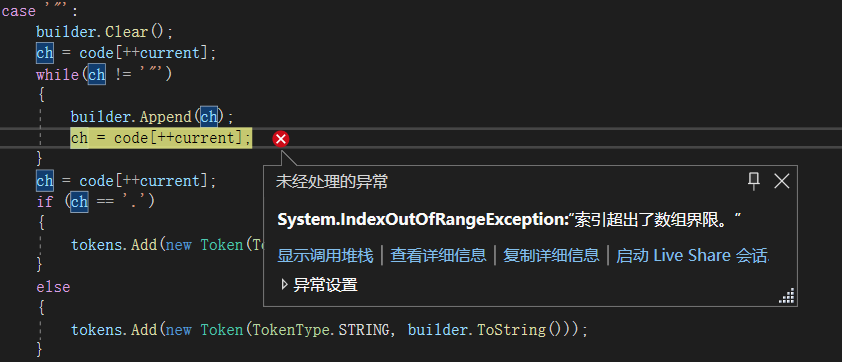 case '"':
builder.Clear();
ch = code[++current];
while(ch != '"')
{
builder.Append(ch);
ch = code[++current];
}
ch = code[++current];
if (ch == '.')
{
tokens.Add(new Token(To
}
else
{
tokens.Add(new Token(TokenType.STRING, builder.ToString()));
}
未经处理的异常
System.IndexOutOfRangeException:“索引超出了数组界限。”
显示调用堆栈 | 查看详细信息 | 复制详细信息 | 启动 Live Share 会话
异常设置